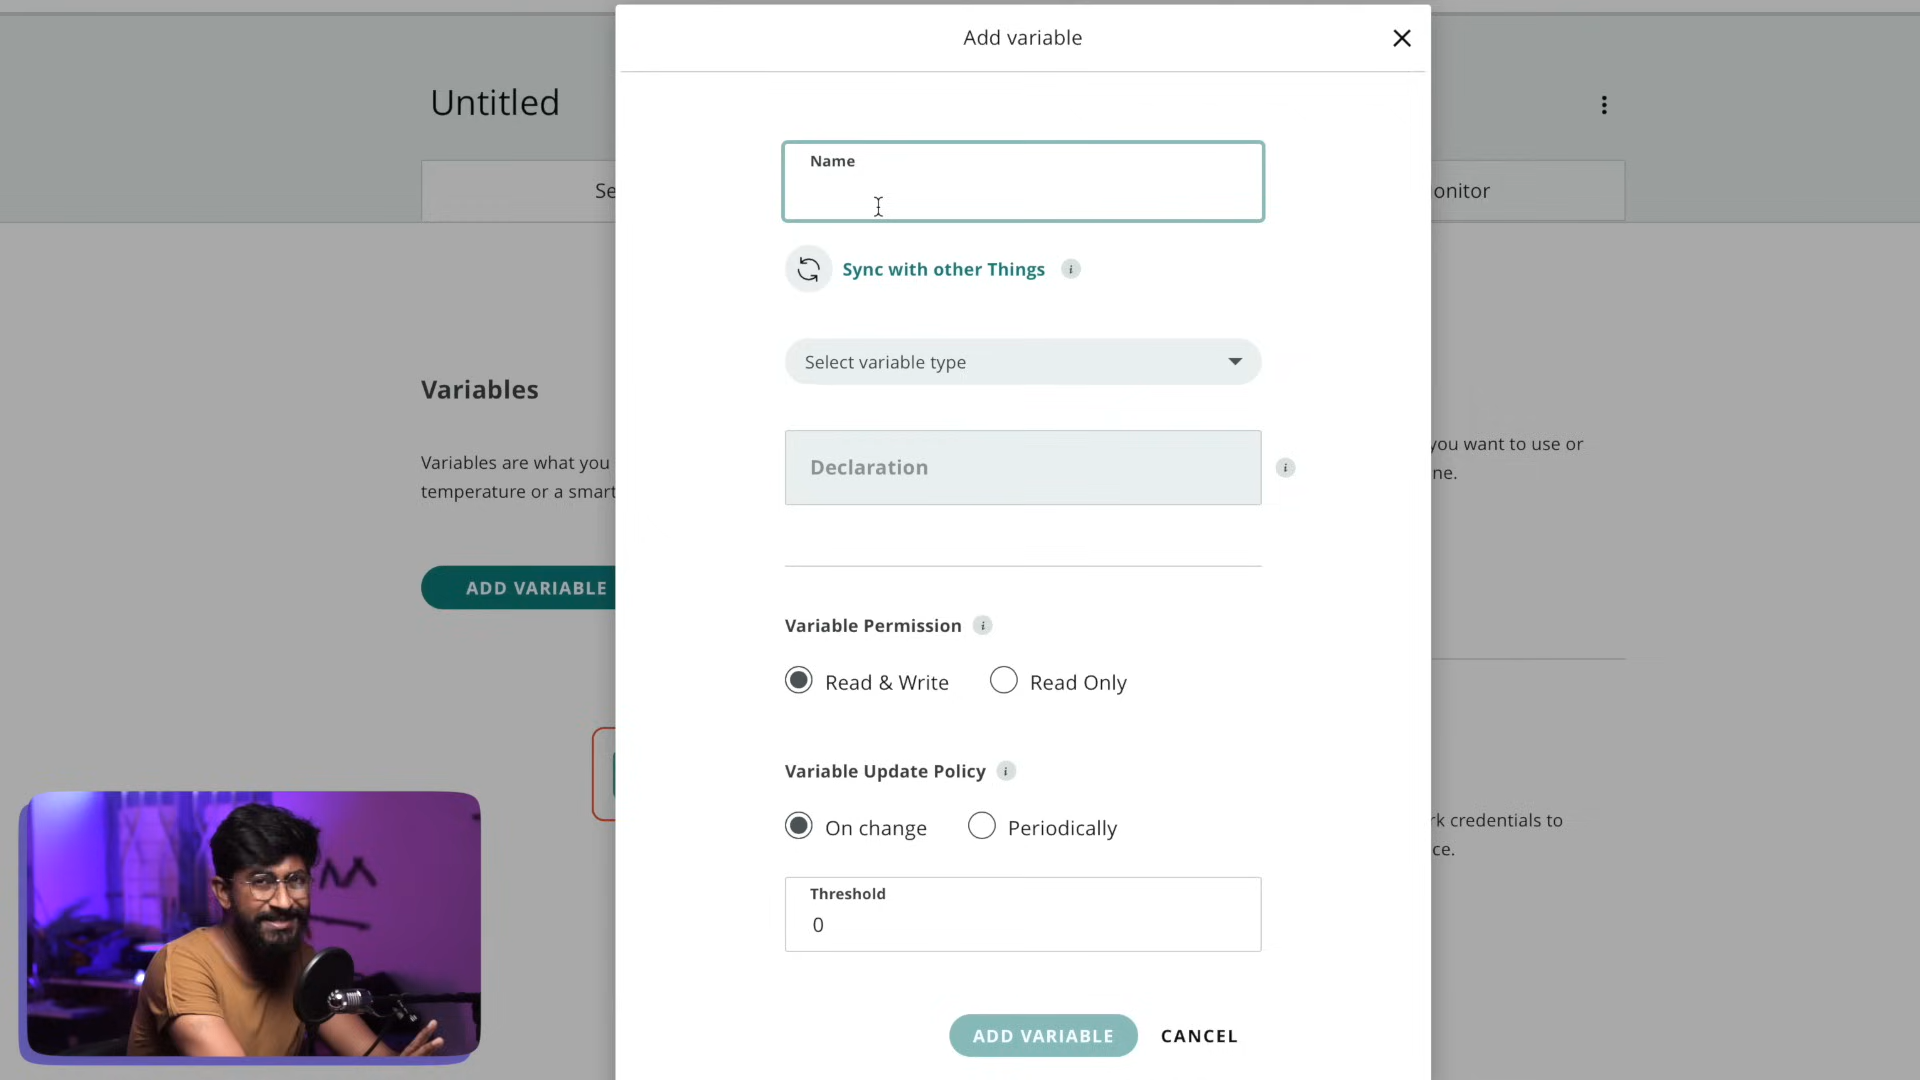 Add variable
Untitled
Name
Se
onitor
Sync with other Things
Select variable type
Variables
Declaration
Variables are what you
temperature or a smart
you want to use or
ne.
ADD VARIABLE
Variable Permission
Read & Write
Read Only
Variable Update Policy
On change
Periodically
rk credentials to
ce.
Threshold
0
ADD VARIABLE
CANCEL